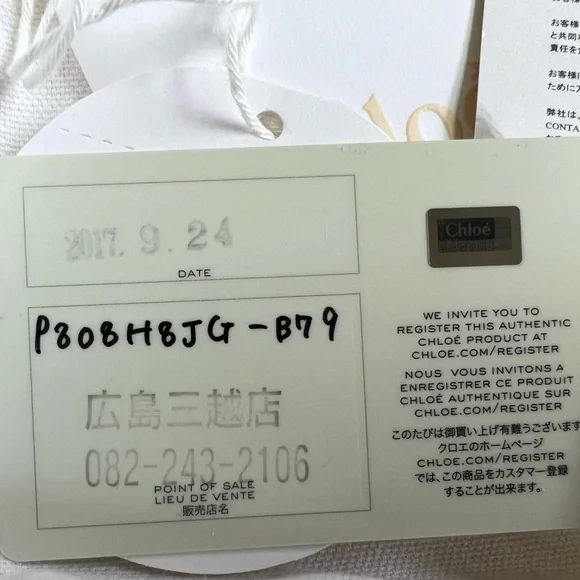 お客様
お客様の
と共同
責任を
お客様に
ために
弊社は、
CONTA
2017. 9. 24
DATE
P808H8JG-B79
広島三越店
082-243-2106
POINT OF SALE
LIEU DE VENTE
販売店名
Chloé
WE INVITE YOU TO
REGISTER THIS AUTHENTIC
CHLOÉ PRODUCT AT
CHLOE.COM/REGISTER
NOUS VOUS INVITONS A
ENREGISTRER CE PRODUIT
CHLOÉ AUTHENTIQUE SUR
CHLOE.COM/REGISTER
このたびは御買い上げ有難うございます
クロエのホームページ
CHLOE.COM/REGISTER
では、この商品をカスタマー登録
することが出来ます。